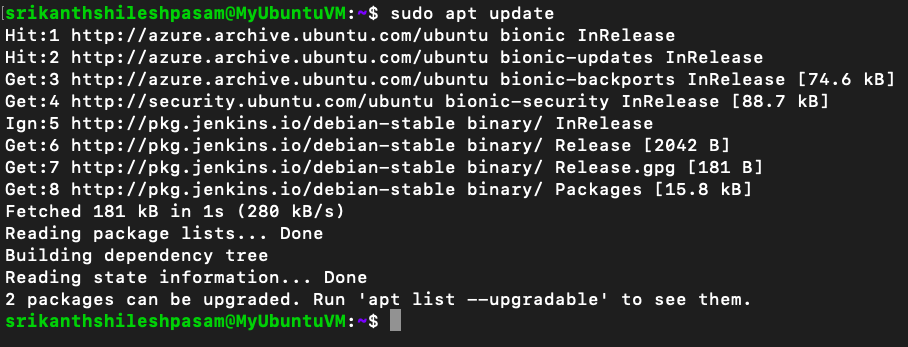 srikanthshileshpasam@MyUbuntuVM:~$ sudo apt update
Hit:1 http://azure.archive.ubuntu.com/ubuntu bionic InRelease
Hit:2 http://azure.archive.ubuntu.com/ubuntu bionic-updates InRelease
Get:3 http://azure.archive.ubuntu.com/ubuntu bionic-backports InRelease [74.6 kB]
Get:4 http://security.ubuntu.com/ubuntu bionic-security InRelease [88.7 kB]
Ign:5 http://pkg.jenkins.io/debian-stable binary/ InRelease
Get:6 http://pkg.jenkins.io/debian-stable binary/ Release [2042 B]
Get:7 http://pkg.jenkins.io/debian-stable binary/ Release.gpg [181 B]
Get:8 http://pkg.jenkins.io/debian-stable binary/ Packages [15.8 kB]
Fetched 181 kB in 1s (280 kB/s)
Reading package lists... Done
Building dependency tree
Reading state information... Done
2 packages can be upgraded. Run 'apt list --upgradable' to see them.
srikanthshileshpasam@MyUbuntuVM:~$